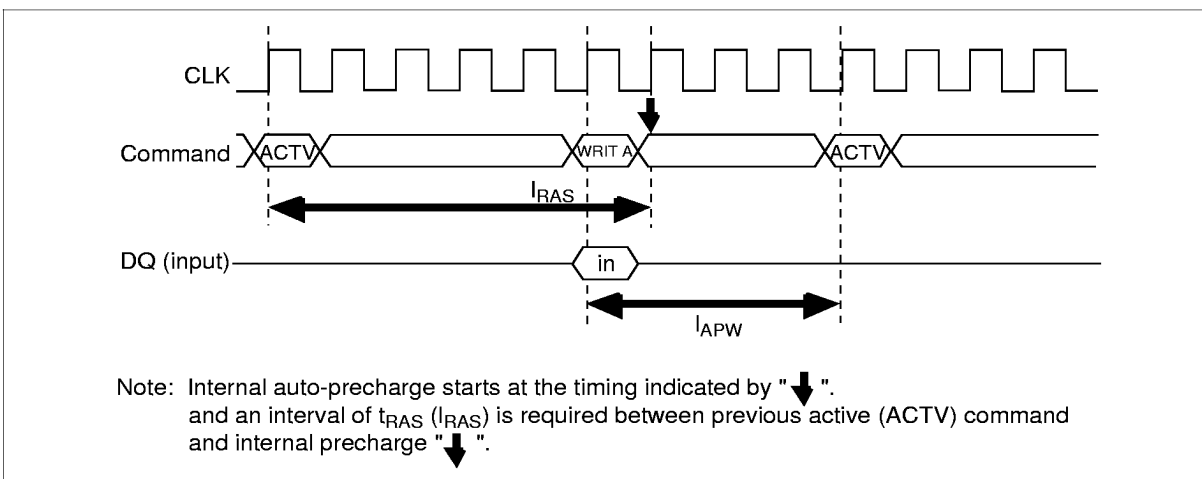 CLK
Command
ACTV
WRIT A
ACTV
lRAS
DQ (input)
in
lAPW
Note: Internal auto-precharge starts at the timing indicated by " ".
and an interval of tRAS (lRAS) is required between previous active (ACTV) command
and internal precharge " ".